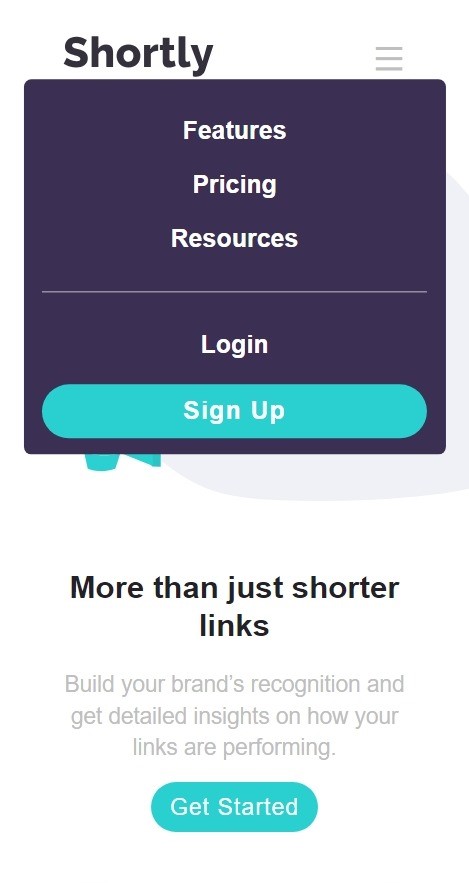 Shortly
Features
Pricing
Resources
Login
Sign Up
More than just shorter
links
Build your brand’s recognition and
get detailed insights on how your
links are performing.
Get Started